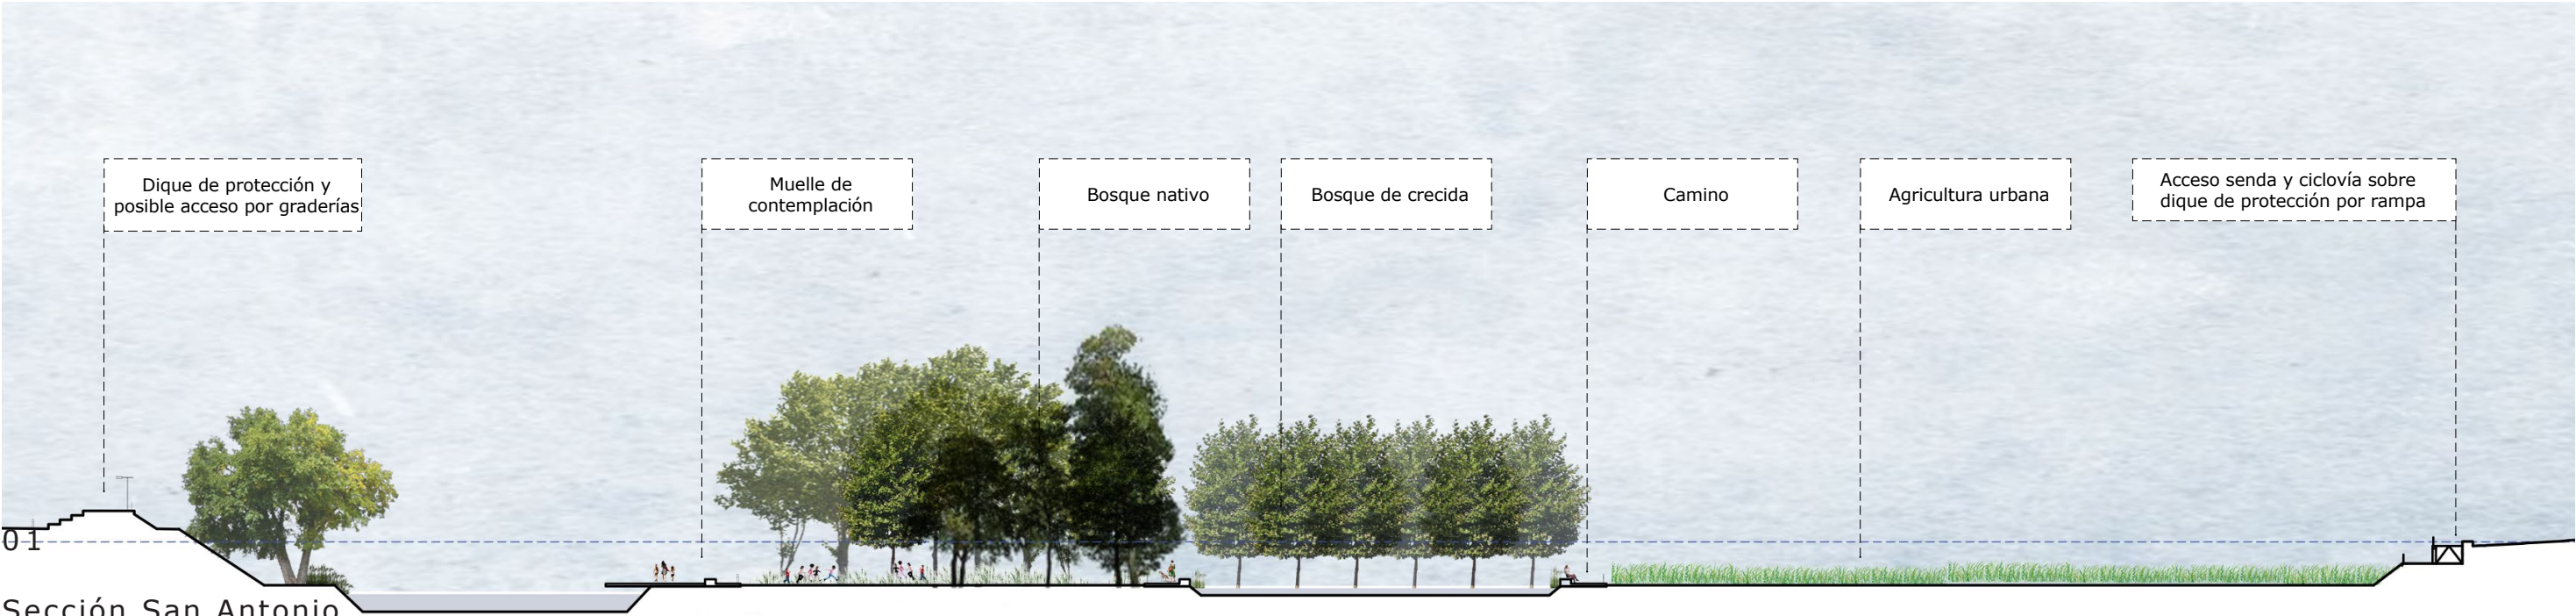 Dique de protección y
posible acceso por graderías
Muelle de
contemplación
Bosque nativo
Bosque de crecida
Camino
Agricultura urbana
Acceso senda y ciclovía sobre
dique de protección por rampa
01
Sección San Antonio